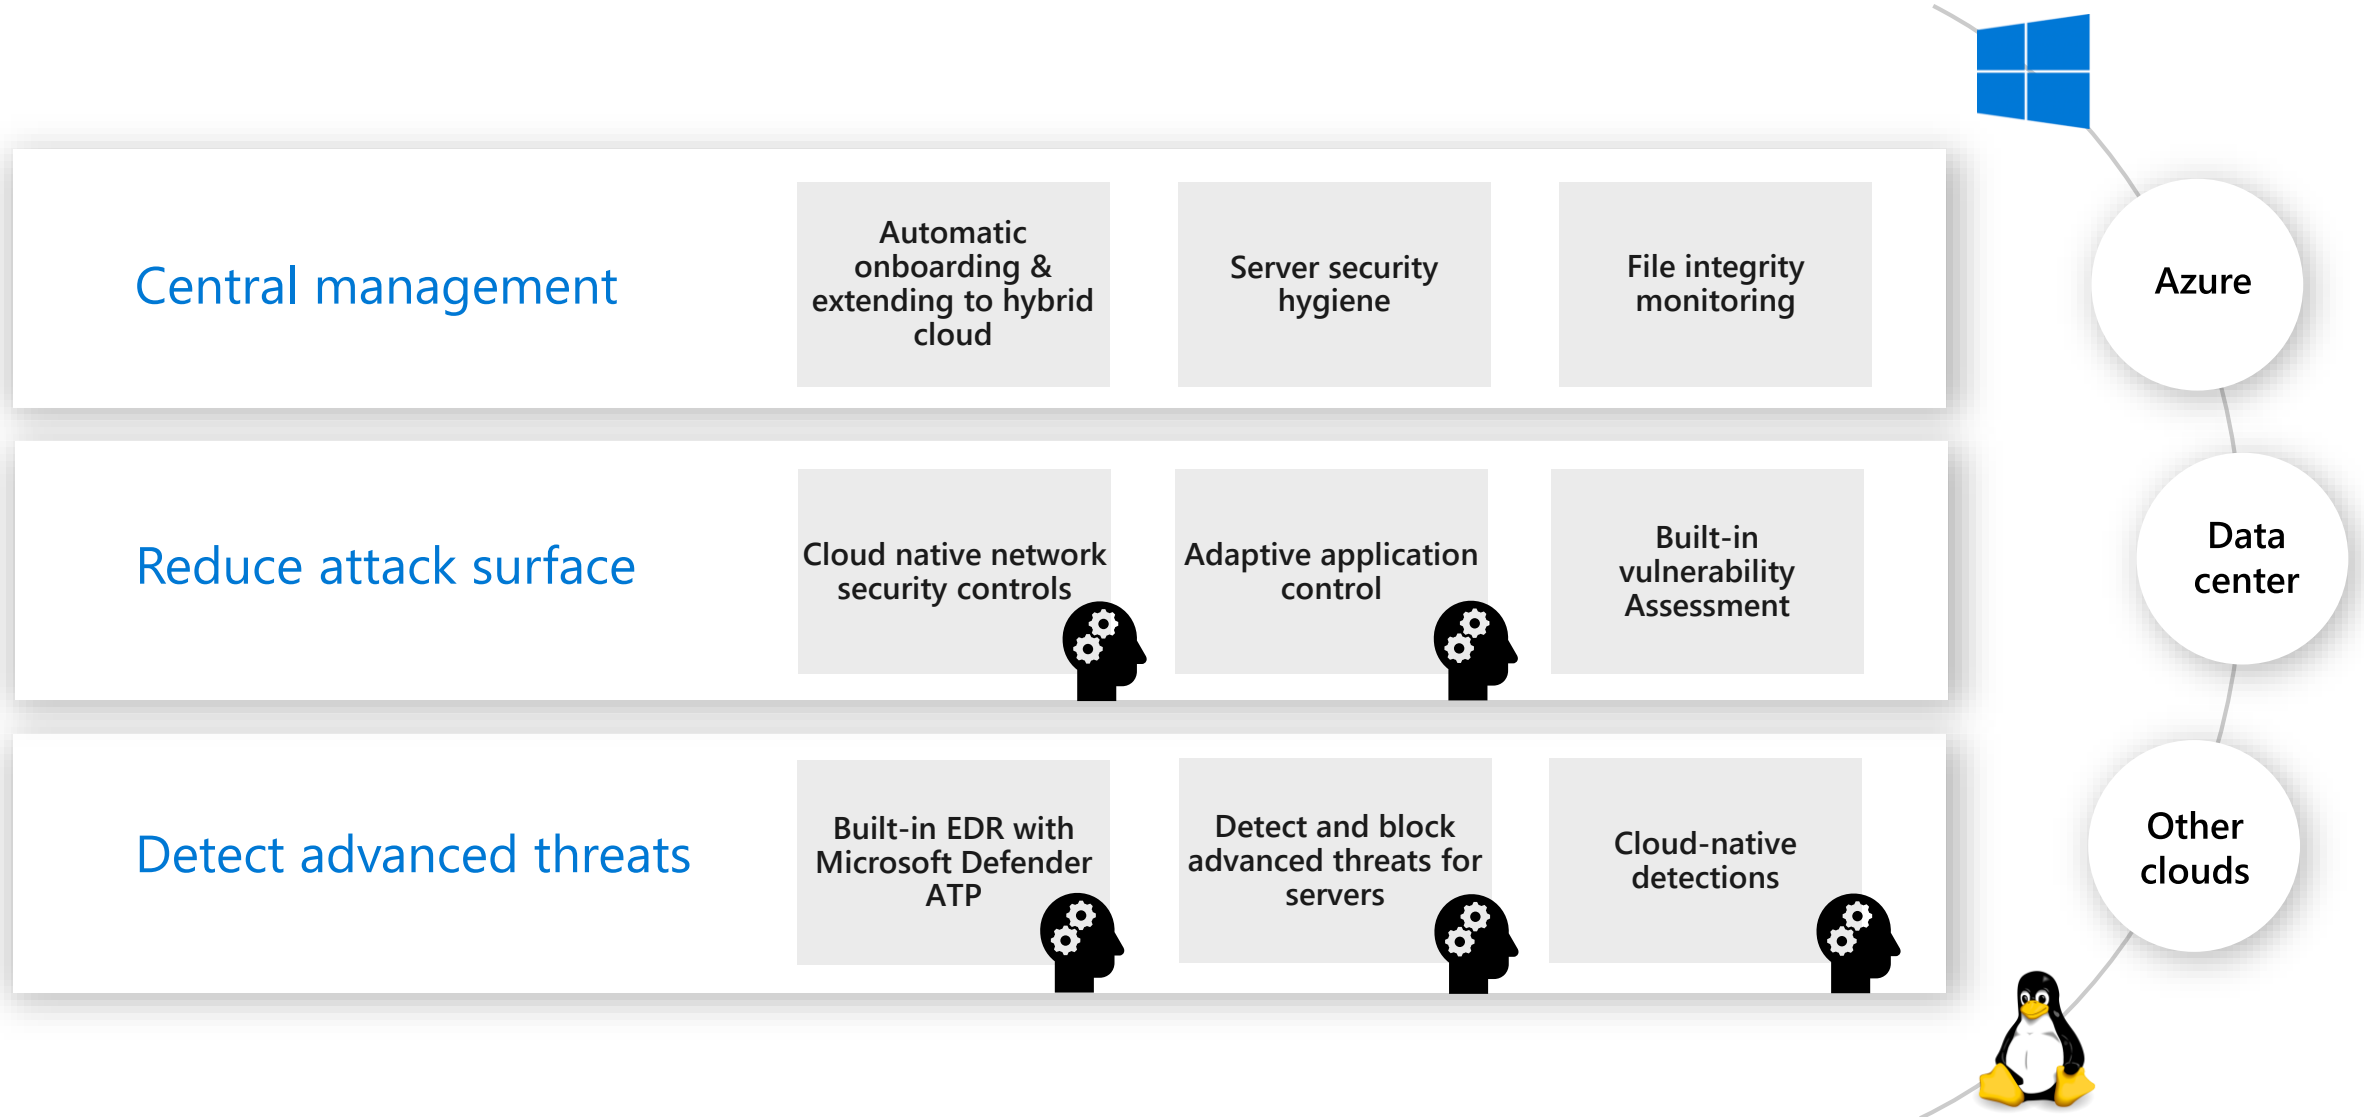 Central management
Automatic
onboarding &
extending to hybrid
cloud
Server security
hygiene
File integrity
monitoring
Azure
Reduce attack surface
Cloud native network
security controls
Adaptive application
control
Built-in
vulnerability
Assessment
Data
center
Detect advanced threats
Built-in EDR with
Microsoft Defender
ATP
Detect and block
advanced threats for
servers
Cloud-native
detections
Other
clouds